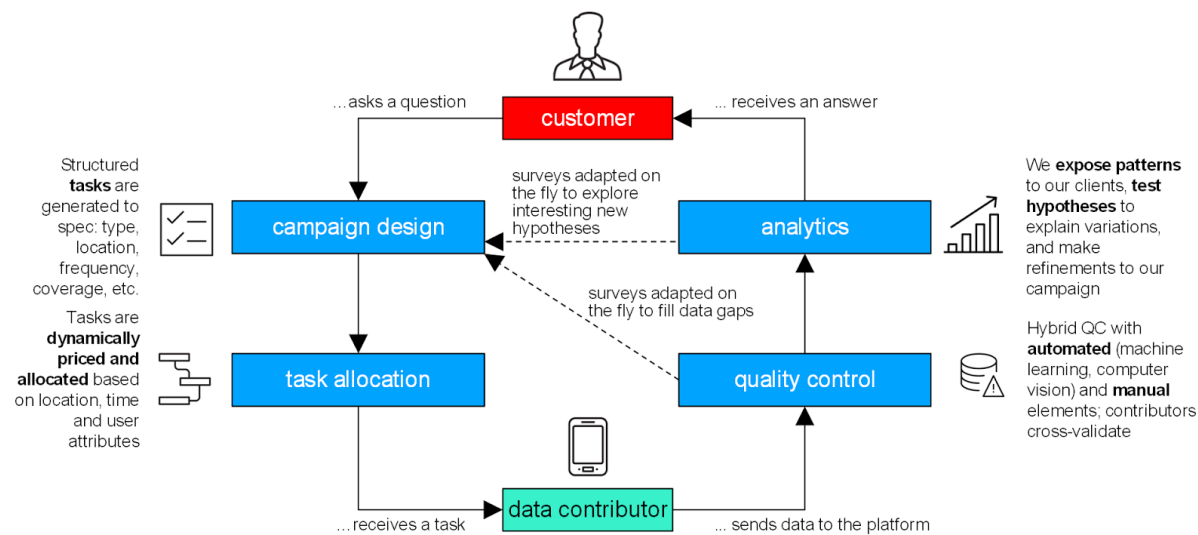 …asks a question
customer
... receives an answer
Structured
tasks are
generated to
spec: type,
location,
frequency,
coverage, etc.
campaign design
surveys adapted on
the fly to explore
interesting new
hypotheses
analytics
We expose patterns
to our clients, test
hypotheses to
explain variations,
and make
refinements to our
campaign
surveys adapted on
the fly to fill data gaps
Tasks are
dynamically
priced and
allocated based
on location, time
and user
attributes
task allocation
quality control
Hybrid QC with
automated (machine
learning, computer
vision) and manual
elements; contributors
cross-validate
…receives a task
data contributor
... sends data to the platform